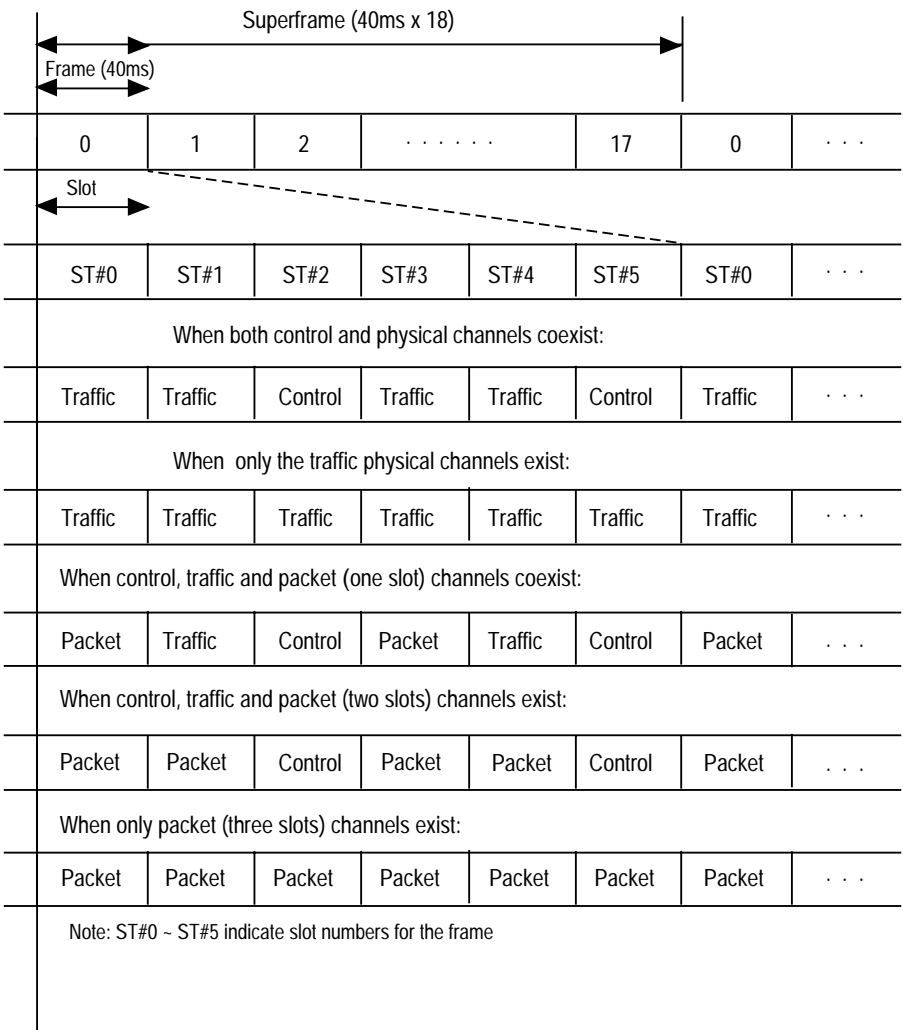 Superframe (40ms x 18)
Frame (40ms)
0 1 2 · · · · · · 17 0 · · ·
Slot
ST#0 ST#1 ST#2 ST#3 ST#4 ST#5 ST#0 · · ·
When both control and physical channels coexist:
Traffic Traffic Control Traffic Traffic Control Traffic · · ·
When only the traffic physical channels exist:
Traffic Traffic Traffic Traffic Traffic Traffic Traffic · · ·
When control, traffic and packet (one slot) channels coexist:
Packet Traffic Control Packet Traffic Control Packet · · ·
When control, traffic and packet (two slots) channels exist:
Packet Packet Control Packet Packet Control Packet . . .
When only packet (three slots) channels exist:
Packet Packet Packet Packet Packet Packet Packet · · ·
Note: ST#0 ~ ST#5 indicate slot numbers for the frame